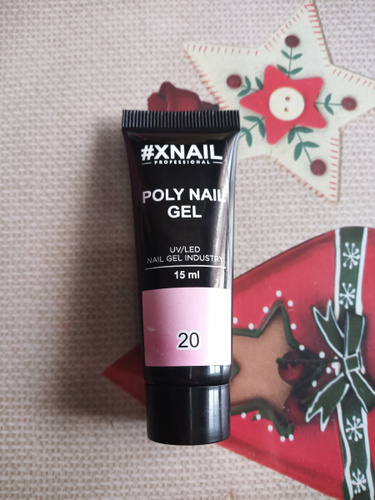 #XNAIL
PROFESSIONAL
POLY NAIL
GEL
UV/LED
NAIL GEL INDUSTRY
15 ml
20